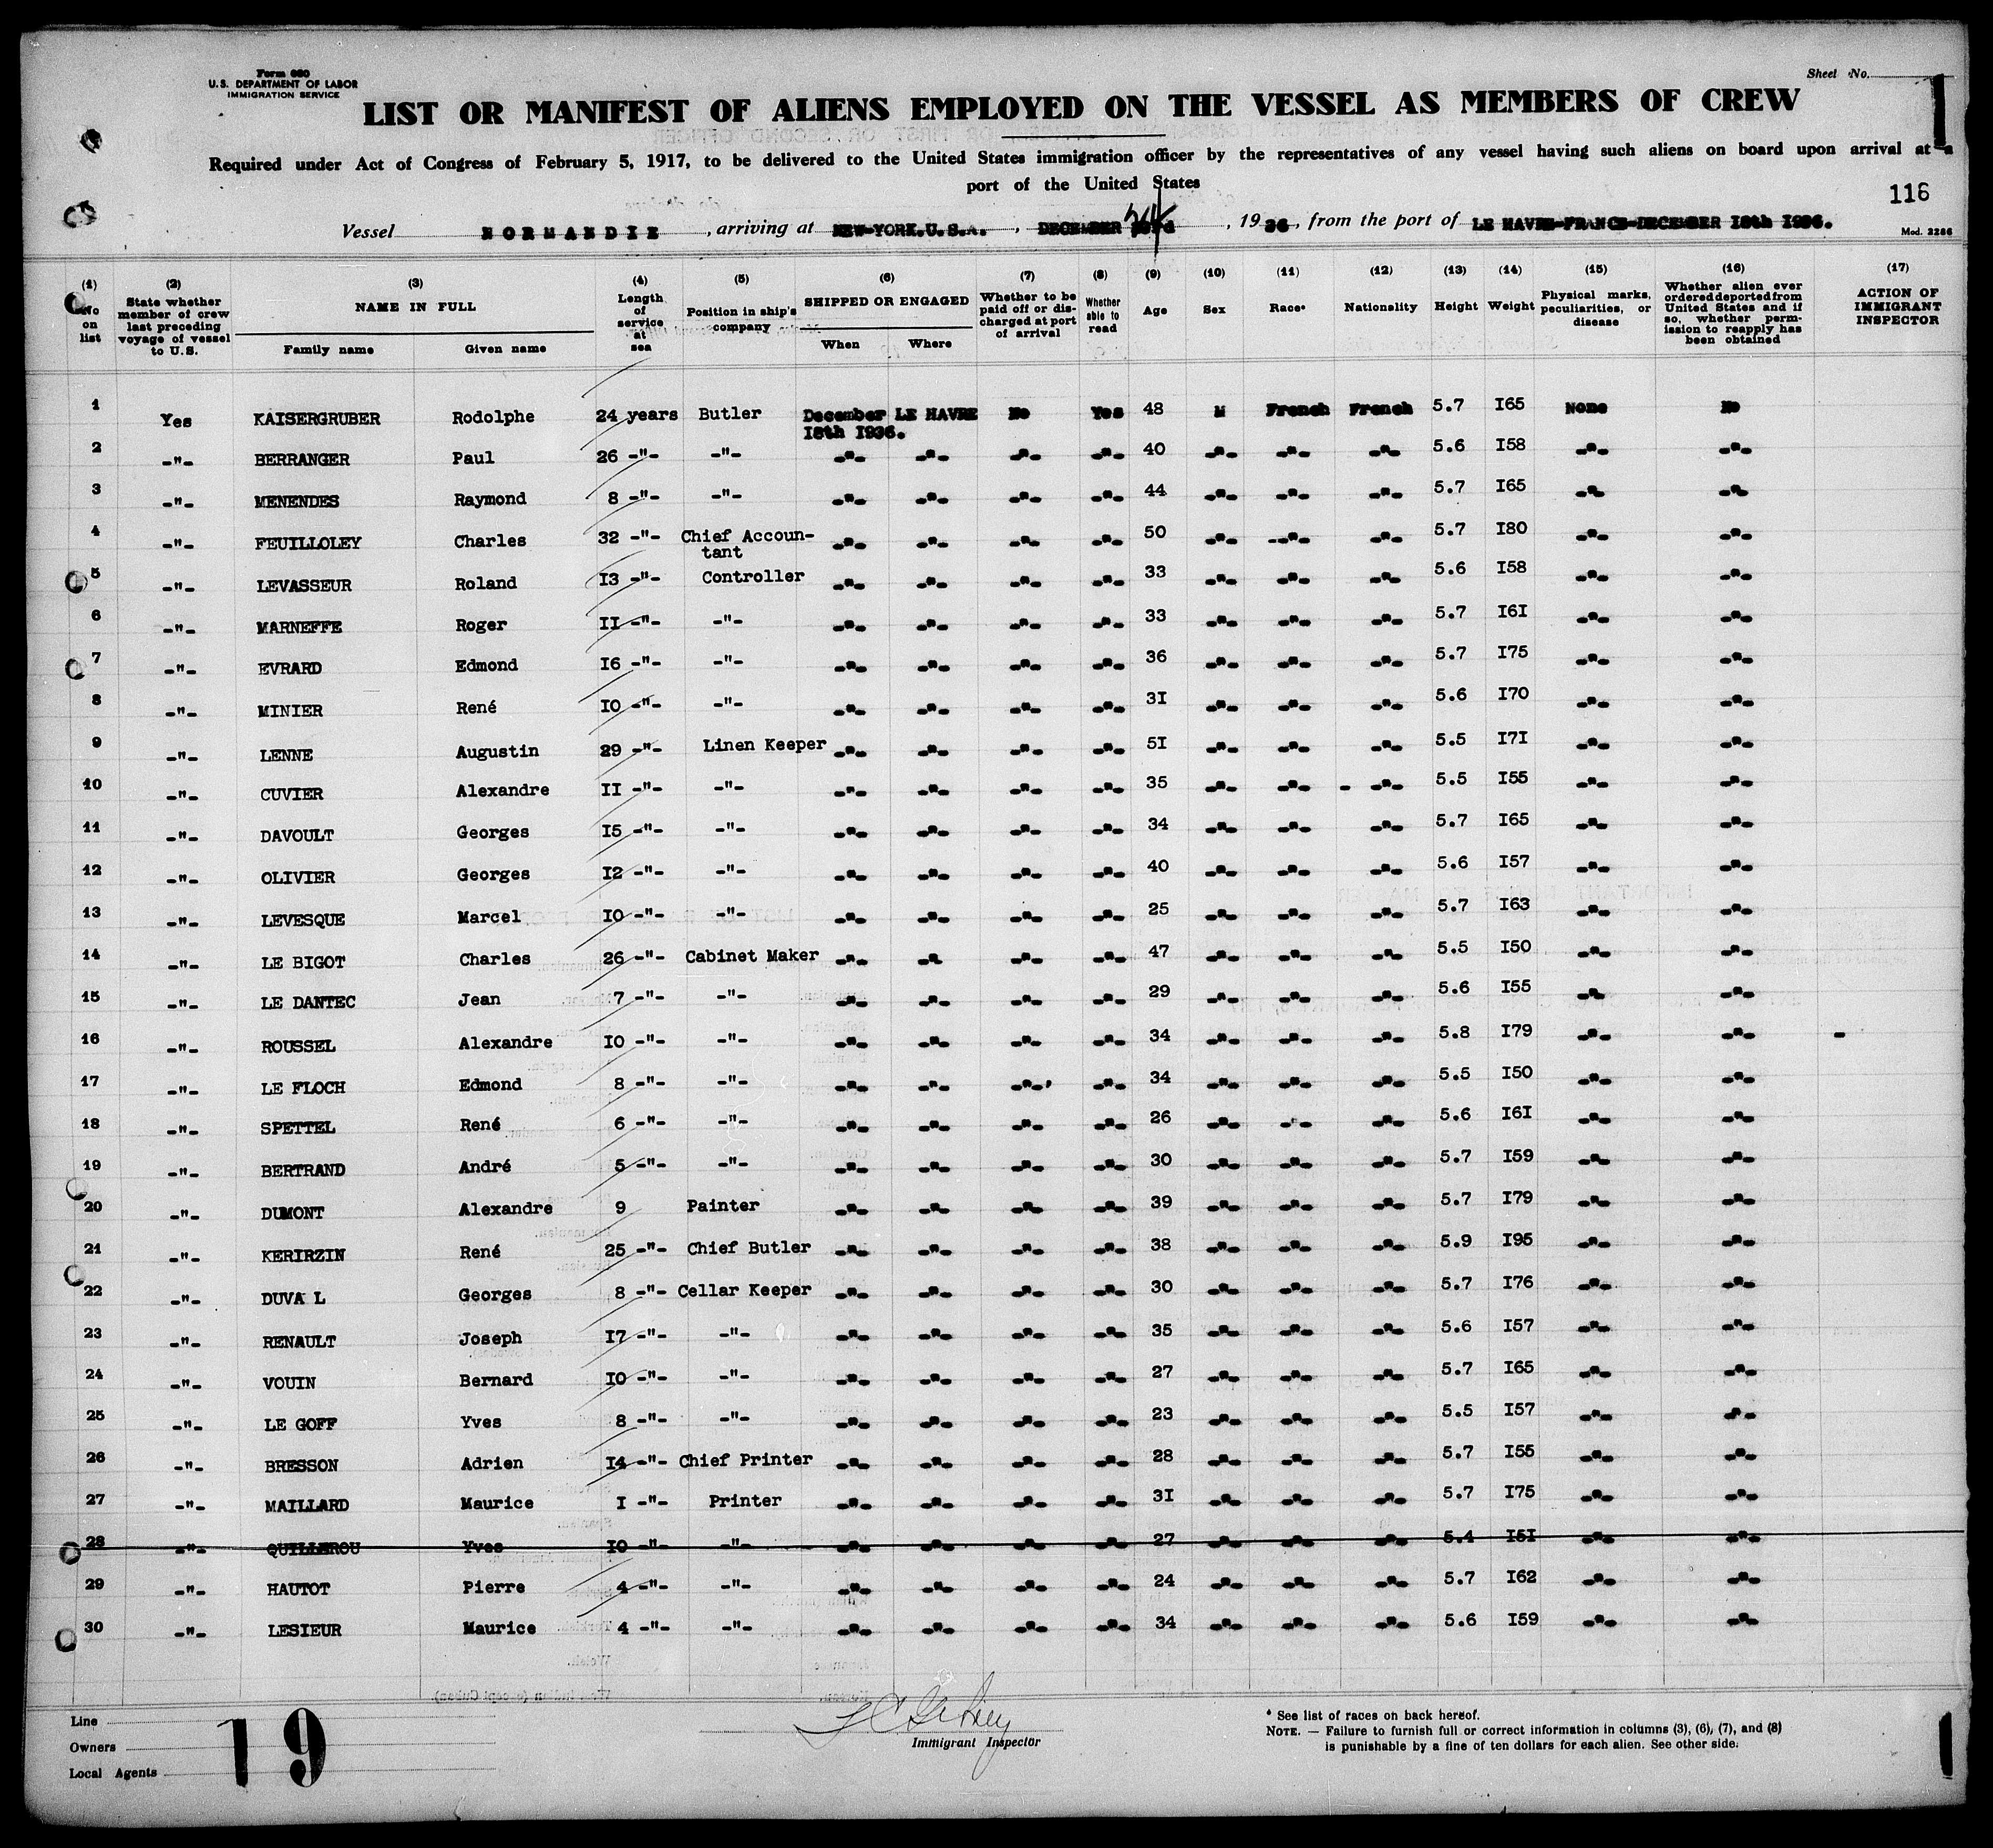 Form 680
U.S. DEPARTMENT OF LABOR
IMMIGRATION SERVICE
Sheet No.
LIST OR MANIFEST OF ALIENS EMPLOYED ON THE VESSEL AS MEMBERS OF CREW
Required under Act of Congress of February 5, 1917, to be delivered to the United States immigration officer by the representatives of any vessel having such aliens on board upon arrival at a
port of the United States
116
Vessel NORMANDIE, arriving at NEW-YORK.U.S.A., DECEMBER 24, 1936, from the port of LE HAVRE-FRANCE-DECEMBER 18th 1936.
Mod. 2286
(1) No on list
(2) State whether member of crew last preceding voyage of vessel to U.S.
(3) NAME IN FULL Family name Given name
(4) Length of service at sea
(5) Position in ship's company
(6) SHIPPED OR ENGAGED When Where
(7) Whether to be paid off or discharged at port of arrival
(8) Whether able to read
(9) Age
(10) Sex
(11) Race*
(12) Nationality
(13) Height
(14) Weight
(15) Physical marks, peculiarities, or disease
(16) Whether alien ever ordered deported from United States and if so, whether permission to reapply has been obtained
(17) ACTION OF IMMIGRANT INSPECTOR
1 Yes KAISERGRUBER Rodolphe 24 years Butler December I8th I936. LE HAVRE No Yes 48 M French French 5.7 I65 None No
2 -"- BERRANGER Paul 26 -"- -"- -"- -"- -"- -"- 40 -"- -"- -"- 5.6 I58 -"- -"-
3 -"- MENENDES Raymond 8 -"- -"- -"- -"- -"- -"- 44 -"- -"- -"- 5.7 I65 -"- -"-
4 -"- FEUILLOLEY Charles 32 -"- Chief Accoun-tant -"- -"- -"- -"- 50 -"- -"- -"- 5.7 I80 -"- -"-
5 -"- LEVASSEUR Roland I3 -"- Controller -"- -"- -"- -"- 33 -"- -"- -"- 5.6 I58 -"- -"-
6 -"- MARNEFFE Roger II -"- -"- -"- -"- -"- -"- 33 -"- -"- -"- 5.7 I6I -"- -"-
7 -"- EVRARD Edmond I6 -"- -"- -"- -"- -"- -"- 36 -"- -"- -"- 5.7 I75 -"- -"-
8 -"- MINIER René I0 -"- -"- -"- -"- -"- -"- 3I -"- -"- -"- 5.6 I70 -"- -"-
9 -"- LENNE Augustin 29 -"- Linen Keeper -"- -"- -"- -"- 5I -"- -"- -"- 5.5 I7I -"- -"-
10 -"- CUVIER Alexandre II -"- -"- -"- -"- -"- -"- 35 -"- -"- -"- 5.5 I55 -"- -"-
11 -"- DAVOULT Georges I5 -"- -"- -"- -"- -"- -"- 34 -"- -"- -"- 5.7 I65 -"- -"-
12 -"- OLIVIER Georges I2 -"- -"- -"- -"- -"- -"- 40 -"- -"- -"- 5.6 I57 -"- -"-
13 -"- LEVESQUE Marcel I0 -"- -"- -"- -"- -"- -"- 25 -"- -"- -"- 5.7 I63 -"- -"-
14 -"- LE BIGOT Charles 26 -"- Cabinet Maker -"- -"- -"- -"- 47 -"- -"- -"- 5.5 I50 -"- -"-
15 -"- LE DANTEC Jean 7 -"- -"- -"- -"- -"- -"- 29 -"- -"- -"- 5.6 I55 -"- -"-
16 -"- ROUSSEL Alexandre I0 -"- -"- -"- -"- -"- -"- 34 -"- -"- -"- 5.8 I79 -"- -"- -
17 -"- LE FLOCH Edmond 8 -"- -"- -"- -"- -"- -"- 34 -"- -"- -"- 5.5 I50 -"- -"-
18 -"- SPETTEL René 6 -"- -"- -"- -"- -"- -"- 26 -"- -"- -"- 5.6 I6I -"- -"-
19 -"- BERTRAND André 5 -"- -"- -"- -"- -"- -"- 30 -"- -"- -"- 5.7 I59 -"- -"-
20 -"- DUMONT Alexandre 9 Painter -"- -"- -"- -"- 39 -"- -"- -"- 5.7 I79 -"- -"-
21 -"- KERIRZIN René 25 -"- Chief Butler -"- -"- -"- -"- 38 -"- -"- -"- 5.9 I95 -"- -"-
22 -"- DUVA L Georges 8 -"- Cellar Keeper -"- -"- -"- -"- 30 -"- -"- -"- 5.7 I76 -"- -"-
23 -"- RENAULT Joseph I7 -"- -"- -"- -"- -"- -"- 35 -"- -"- -"- 5.6 I57 -"- -"-
24 -"- VOUIN Bernard I0 -"- -"- -"- -"- -"- -"- 27 -"- -"- -"- 5.7 I65 -"- -"-
25 -"- LE GOFF Yves 8 -"- -"- -"- -"- -"- -"- 23 -"- -"- -"- 5.5 I57 -"- -"-
26 -"- BRESSON Adrien I4 -"- Chief Printer -"- -"- -"- -"- 28 -"- -"- -"- 5.7 I55 -"- -"-
27 -"- MAILLARD Maurice I -"- Printer -"- -"- -"- -"- 3I -"- -"- -"- 5.7 I75 -"- -"-
28 -"- QUILLEROU Yves I0 -"- -"- -"- -"- -"- -"- 27 -"- -"- -"- 5.4 I5I -"- -"-
29 -"- HAUTOT Pierre 4 -"- -"- -"- -"- -"- -"- 24 -"- -"- -"- 5.7 I62 -"- -"-
30 -"- LESIEUR Maurice 4 -"- -"- -"- -"- -"- -"- 34 -"- -"- -"- 5.6 I59 -"- -"-
Line
Owners
Local Agents
19
Immigrant Inspector
* See list of races on back hereof.
NOTE. — Failure to furnish full or correct information in columns (3), (6), (7), and (8)
is punishable by a fine of ten dollars for each alien. See other side.